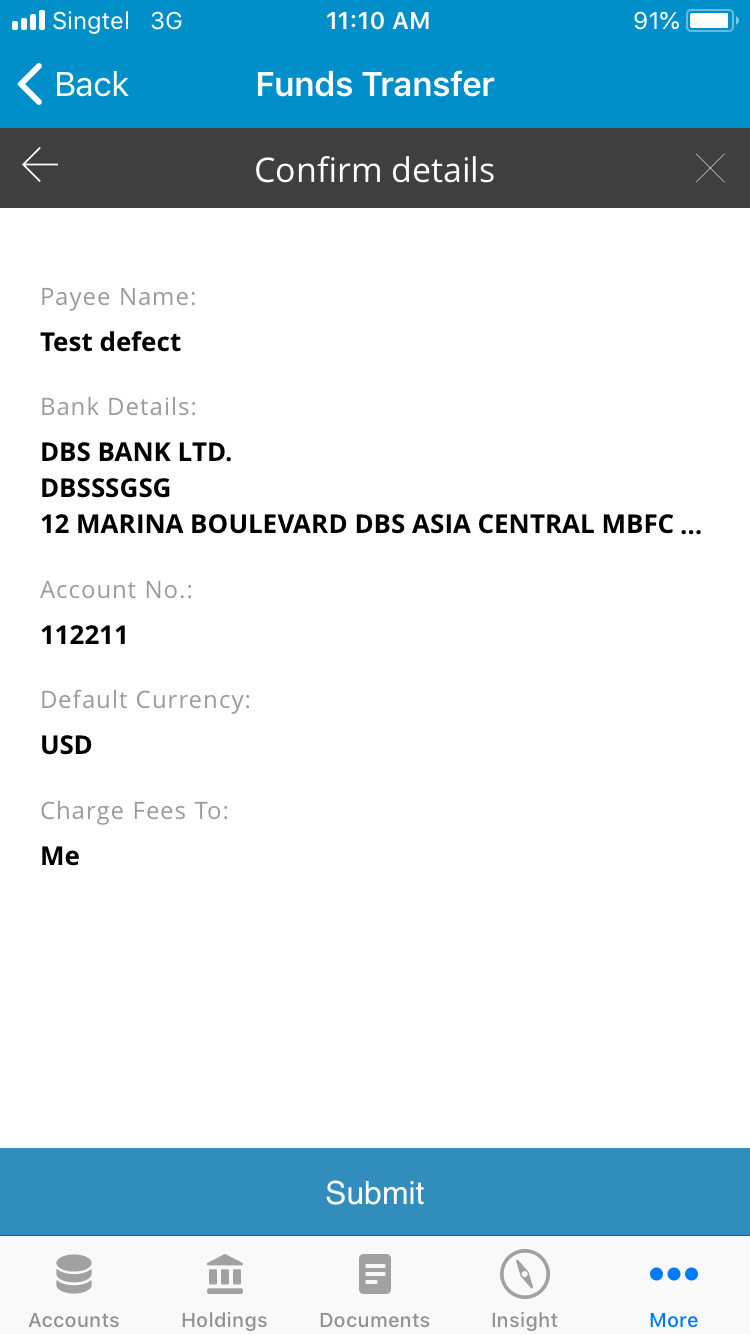 Singtel 3G 11:10 AM 91%
Back Funds Transfer
Confirm details
Payee Name:
Test defect
Bank Details:
DBS BANK LTD.
DBSSSGSG
12 MARINA BOULEVARD DBS ASIA CENTRAL MBFC ...
Account No.:
112211
Default Currency:
USD
Charge Fees To:
Me
Submit
Accounts Holdings Documents Insight More